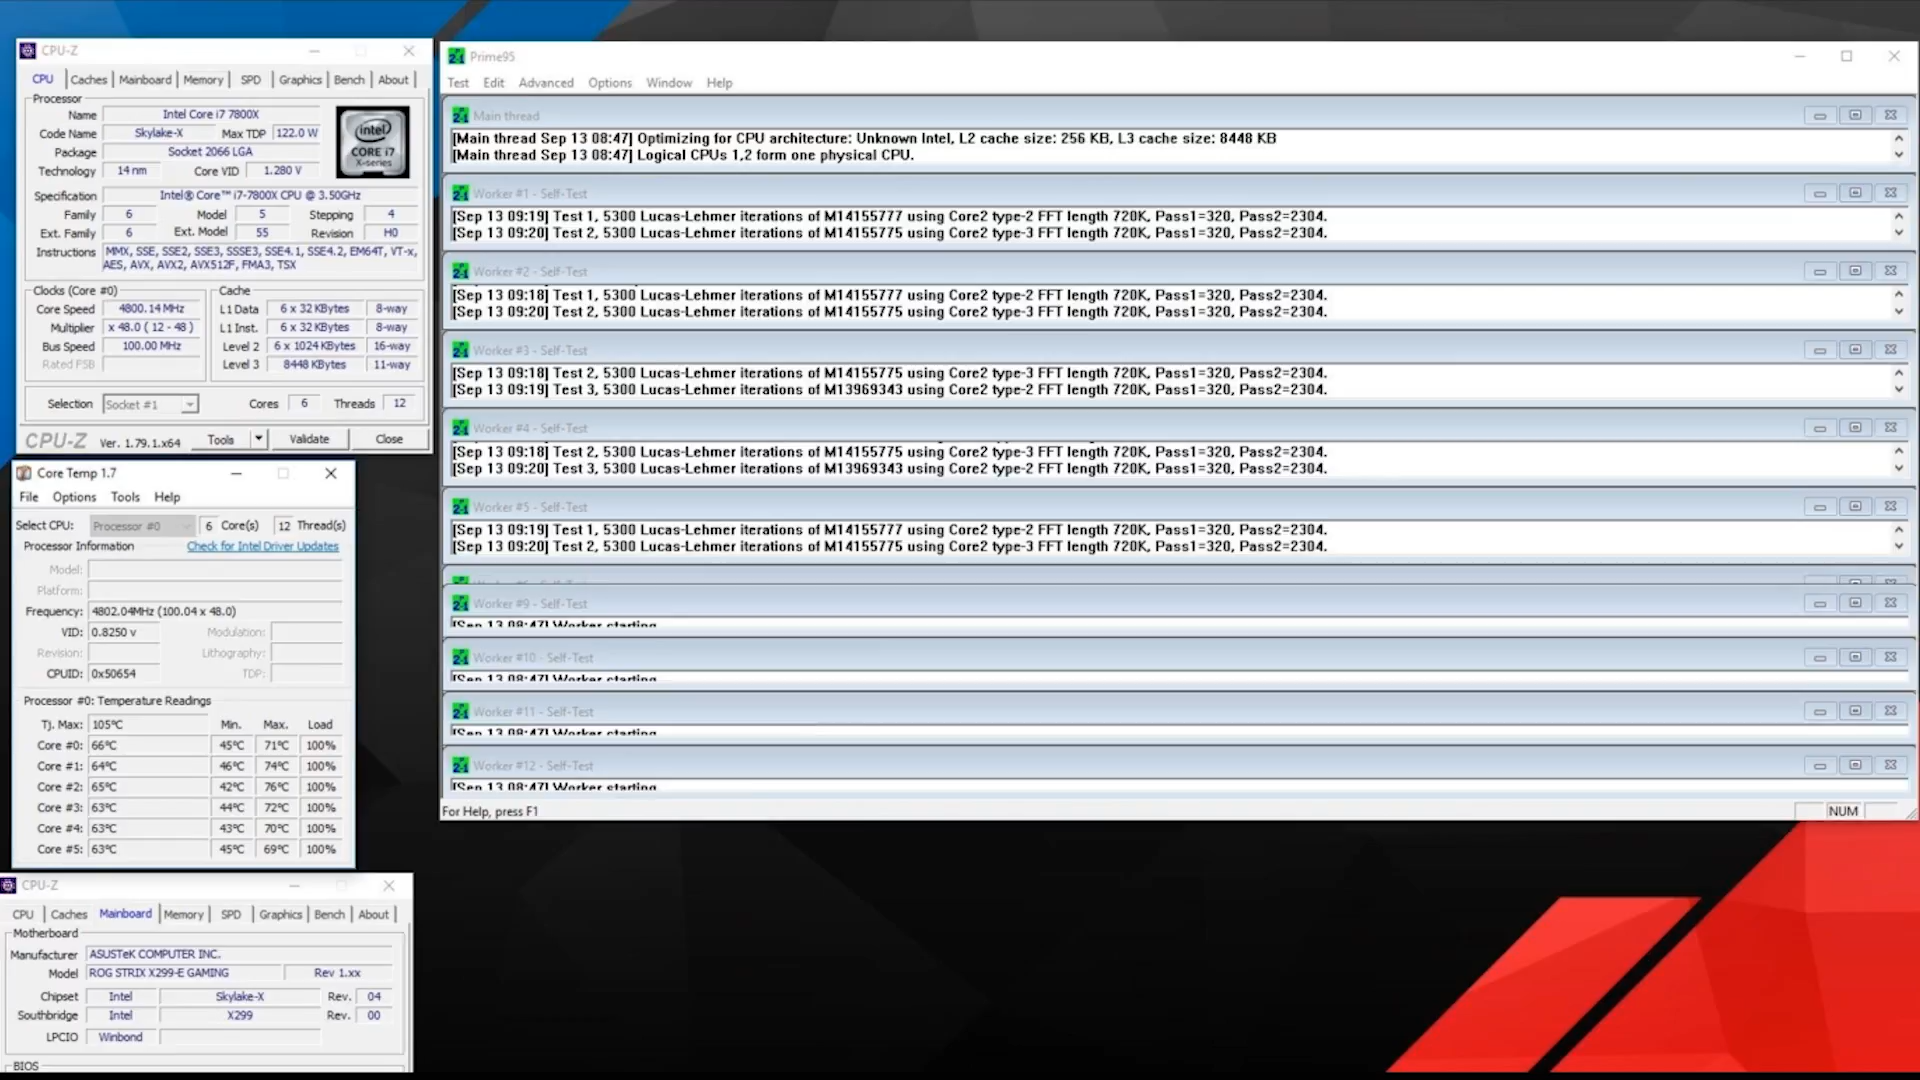 CPU-Z
CPU Caches Mainboard Memory SPD Graphics Bench About
Processor
Name Intel Core i7 7800X
Code Name Skylake-X Max TDP 122.0 W
Package Socket 2066 LGA
Technology 14 nm Core VID 1.280 V
intel CORE i7 X-series
Specification Intel® Core™ i7-7800X CPU @ 3.50GHz
Family 6 Model 5 Stepping 4
Ext. Family 6 Ext. Model 55 Revision H0
Instructions MMX, SSE, SSE2, SSE3, SSSE3, SSE4.1, SSE4.2, EM64T, VT-x,
AES, AVX, AVX2, AVX512F, FMA3, TSX
Clocks (Core #0)
Core Speed 4800.14 MHz
Multiplier x 48.0 ( 12 - 48 )
Bus Speed 100.00 MHz
Rated FSB
Cache
L1 Data 6 x 32 KBytes 8-way
L1 Inst. 6 x 32 KBytes 8-way
Level 2 6 x 1024 KBytes 16-way
Level 3 8448 KBytes 11-way
Selection Socket #1 Cores 6 Threads 12
CPU-Z Ver. 1.79.1.x64 Tools Validate Close
Core Temp 1.7
File Options Tools Help
Select CPU: Processor #0 6 Core(s) 12 Thread(s)
Processor Information Check for Intel Driver Updates
Model:
Platform:
Frequency: 4802.04MHz (100.04 x 48.0)
VID: 0.8250 v Modulation:
Revision: Lithography:
CPUID: 0x50654 TDP:
Processor #0: Temperature Readings
Tj. Max: 105°C Min. Max. Load
Core #0: 66°C 45°C 71°C 100%
Core #1: 64°C 46°C 74°C 100%
Core #2: 65°C 42°C 76°C 100%
Core #3: 63°C 44°C 72°C 100%
Core #4: 63°C 43°C 70°C 100%
Core #5: 63°C 45°C 69°C 100%
CPU-Z
CPU Caches Mainboard Memory SPD Graphics Bench About
Motherboard
Manufacturer ASUSTeK COMPUTER INC.
Model ROG STRIX X299-E GAMING Rev 1.xx
Chipset Intel Skylake-X Rev. 04
Southbridge Intel X299 Rev. 00
LPCIO Winbond
BIOS
Prime95
Test Edit Advanced Options Window Help
Main thread
[Main thread Sep 13 08:47] Optimizing for CPU architecture: Unknown Intel, L2 cache size: 256 KB, L3 cache size: 8448 KB
[Main thread Sep 13 08:47] Logical CPUs 1,2 form one physical CPU.
Worker #1 - Self-Test
[Sep 13 09:19] Test 1, 5300 Lucas-Lehmer iterations of M14155777 using Core2 type-2 FFT length 720K, Pass1=320, Pass2=2304.
[Sep 13 09:20] Test 2, 5300 Lucas-Lehmer iterations of M14155775 using Core2 type-3 FFT length 720K, Pass1=320, Pass2=2304.
Worker #2 - Self-Test
[Sep 13 09:18] Test 1, 5300 Lucas-Lehmer iterations of M14155777 using Core2 type-2 FFT length 720K, Pass1=320, Pass2=2304.
[Sep 13 09:20] Test 2, 5300 Lucas-Lehmer iterations of M14155775 using Core2 type-3 FFT length 720K, Pass1=320, Pass2=2304.
Worker #3 - Self-Test
[Sep 13 09:18] Test 2, 5300 Lucas-Lehmer iterations of M14155775 using Core2 type-3 FFT length 720K, Pass1=320, Pass2=2304.
[Sep 13 09:19] Test 3, 5300 Lucas-Lehmer iterations of M13969343 using Core2 type-2 FFT length 720K, Pass1=320, Pass2=2304.
Worker #4 - Self-Test
[Sep 13 09:18] Test 2, 5300 Lucas-Lehmer iterations of M14155775 using Core2 type-3 FFT length 720K, Pass1=320, Pass2=2304.
[Sep 13 09:20] Test 3, 5300 Lucas-Lehmer iterations of M13969343 using Core2 type-2 FFT length 720K, Pass1=320, Pass2=2304.
Worker #5 - Self-Test
[Sep 13 09:19] Test 1, 5300 Lucas-Lehmer iterations of M14155777 using Core2 type-2 FFT length 720K, Pass1=320, Pass2=2304.
[Sep 13 09:20] Test 2, 5300 Lucas-Lehmer iterations of M14155775 using Core2 type-3 FFT length 720K, Pass1=320, Pass2=2304.
Worker #9 - Self-Test
[Sep 13 08:47] Worker starting
Worker #10 - Self-Test
[Sep 13 08:47] Worker starting
Worker #11 - Self-Test
[Sep 13 08:47] Worker starting
Worker #12 - Self-Test
[Sep 13 08:47] Worker starting
For Help, press F1 NUM